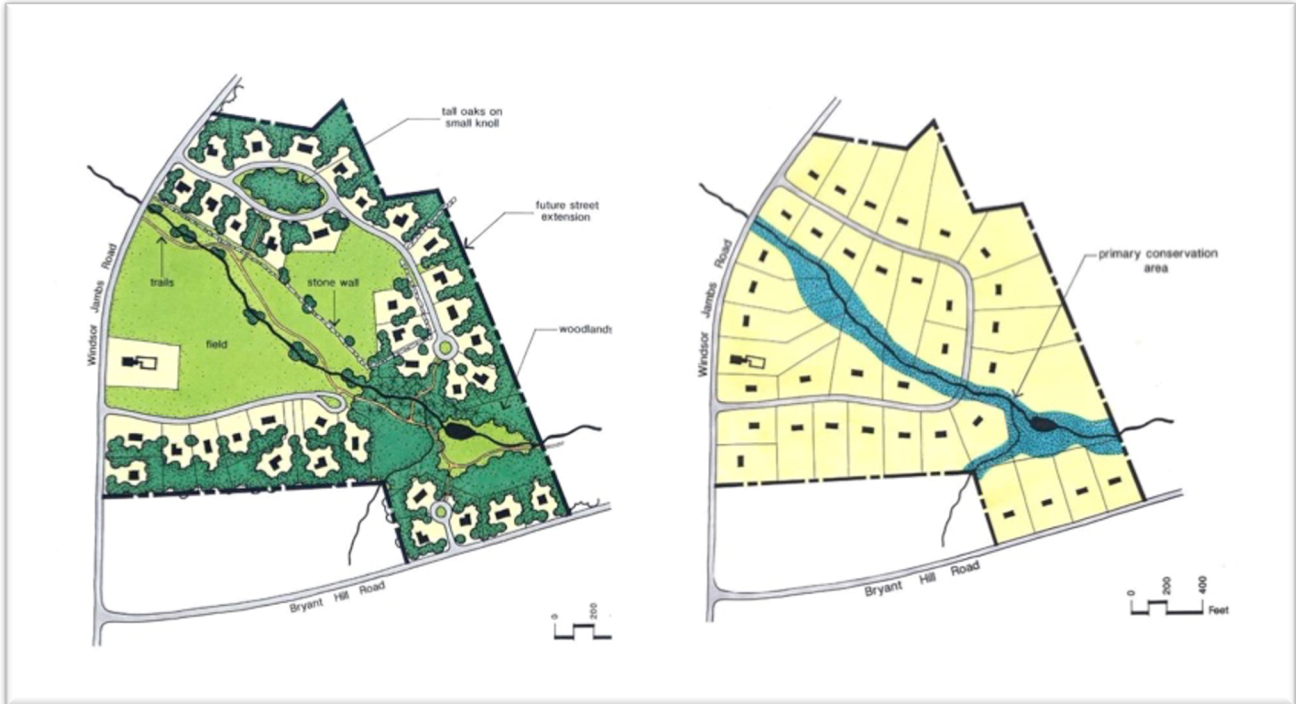 tall oaks on
small knoll
future street
extension
Windsor Jambs Road
trails
stone wall
field
woodlands
Bryant Hill Road
0 200
primary conservation
area
Windsor Jambs Road
Bryant Hill Road
0 200 400
Feet